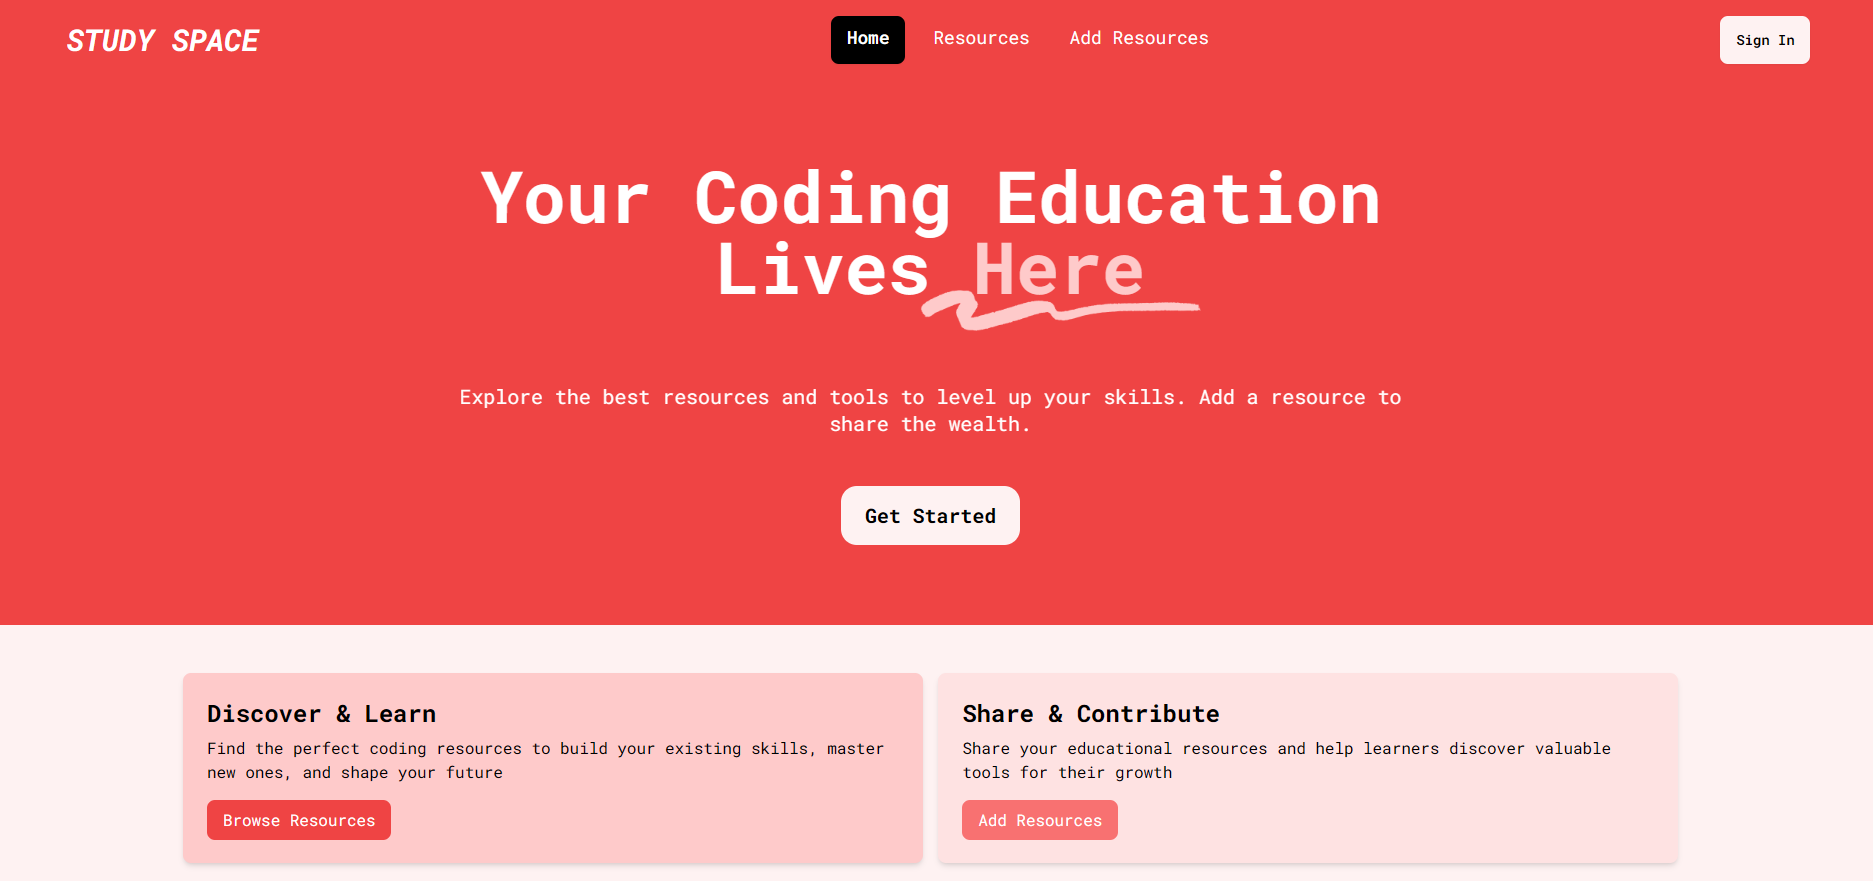 STUDY SPACE
Home
Resources
Add Resources
Sign In
Your Coding Education
Lives Here
Explore the best resources and tools to level up your skills. Add a resource to
share the wealth.
Get Started
Discover & Learn
Find the perfect coding resources to build your existing skills, master
new ones, and shape your future
Browse Resources
Share & Contribute
Share your educational resources and help learners discover valuable
tools for their growth
Add Resources